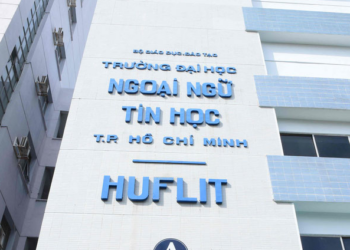 BỘ GIÁO DỤC-ĐÀO TẠO
TRƯỜNG ĐẠI HỌC
NGOẠI NGỮ
TIN HỌC
T.P. HỒ CHÍ MINH
HUFLIT
A